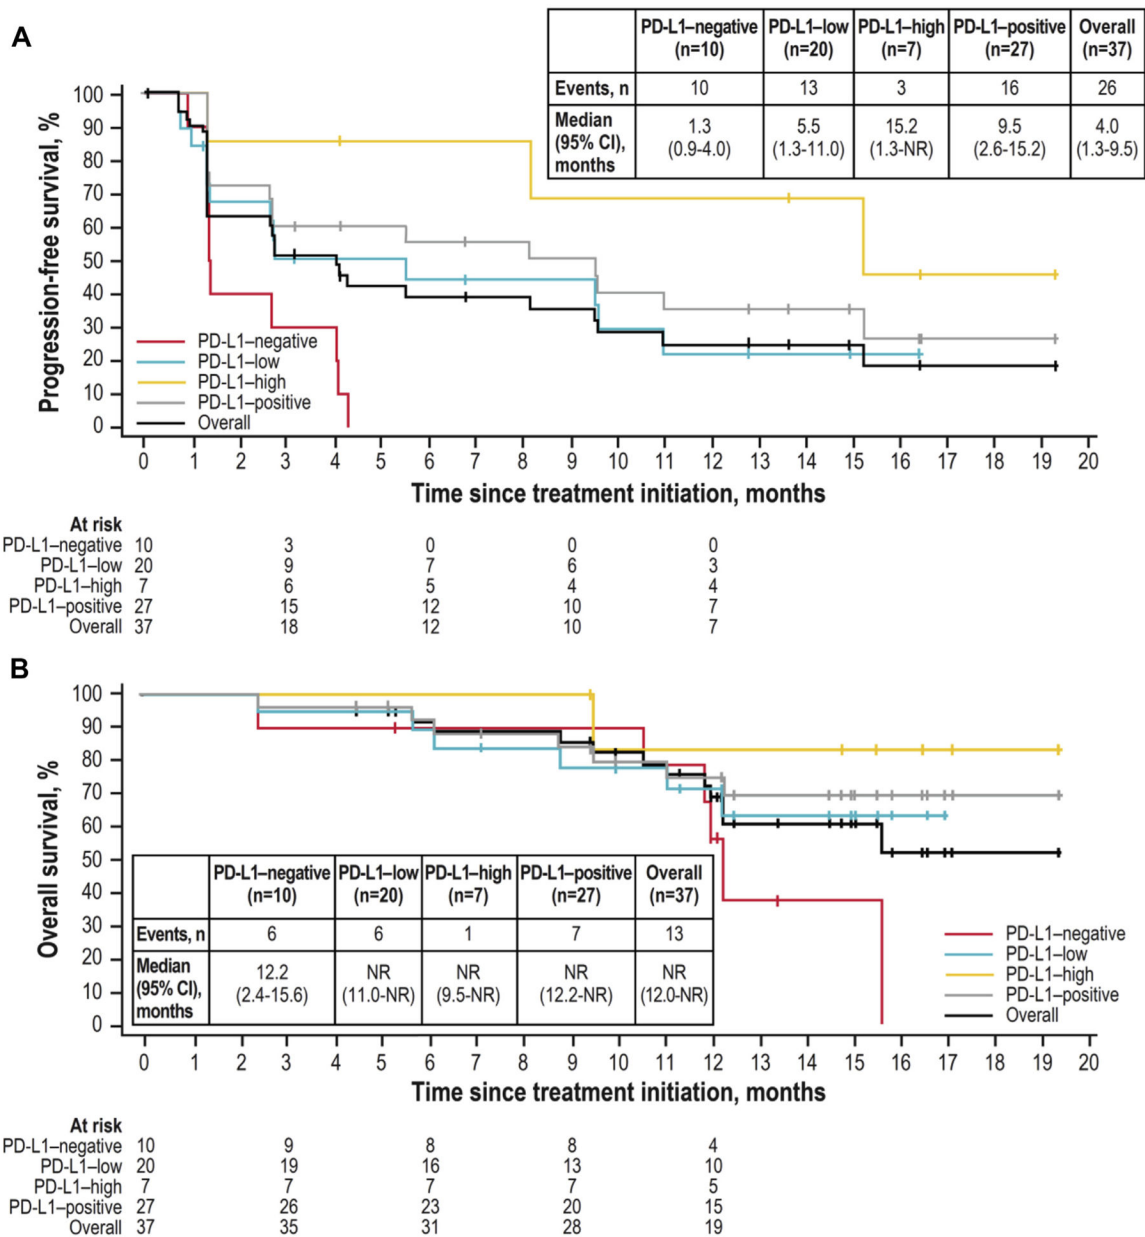 A
PD-L1–negative (n=10) PD-L1–low (n=20) PD-L1–high (n=7) PD-L1–positive (n=27) Overall (n=37)
Events, n 10 13 3 16 26
Median (95% CI), months 1.3 (0.9-4.0) 5.5 (1.3-11.0) 15.2 (1.3-NR) 9.5 (2.6-15.2) 4.0 (1.3-9.5)
Progression-free survival, %
100
90
80
70
60
50
40
30
20
10
0
PD-L1–negative
PD-L1–low
PD-L1–high
PD-L1–positive
Overall
0 1 2 3 4 5 6 7 8 9 10 11 12 13 14 15 16 17 18 19 20
Time since treatment initiation, months
At risk
PD-L1–negative 10 3 0 0 0
PD-L1–low 20 9 7 6 3
PD-L1–high 7 6 5 4 4
PD-L1–positive 27 15 12 10 7
Overall 37 18 12 10 7
B
Overall survival, %
100
90
80
70
60
50
40
30
20
10
0
PD-L1–negative (n=10) PD-L1–low (n=20) PD-L1–high (n=7) PD-L1–positive (n=27) Overall (n=37)
Events, n 6 6 1 7 13
Median (95% CI), months 12.2 (2.4-15.6) NR (11.0-NR) NR (9.5-NR) NR (12.2-NR) NR (12.0-NR)
PD-L1–negative
PD-L1–low
PD-L1–high
PD-L1–positive
Overall
0 1 2 3 4 5 6 7 8 9 10 11 12 13 14 15 16 17 18 19 20
Time since treatment initiation, months
At risk
PD-L1–negative 10 9 8 8 4
PD-L1–low 20 19 16 13 10
PD-L1–high 7 7 7 7 5
PD-L1–positive 27 26 23 20 15
Overall 37 35 31 28 19